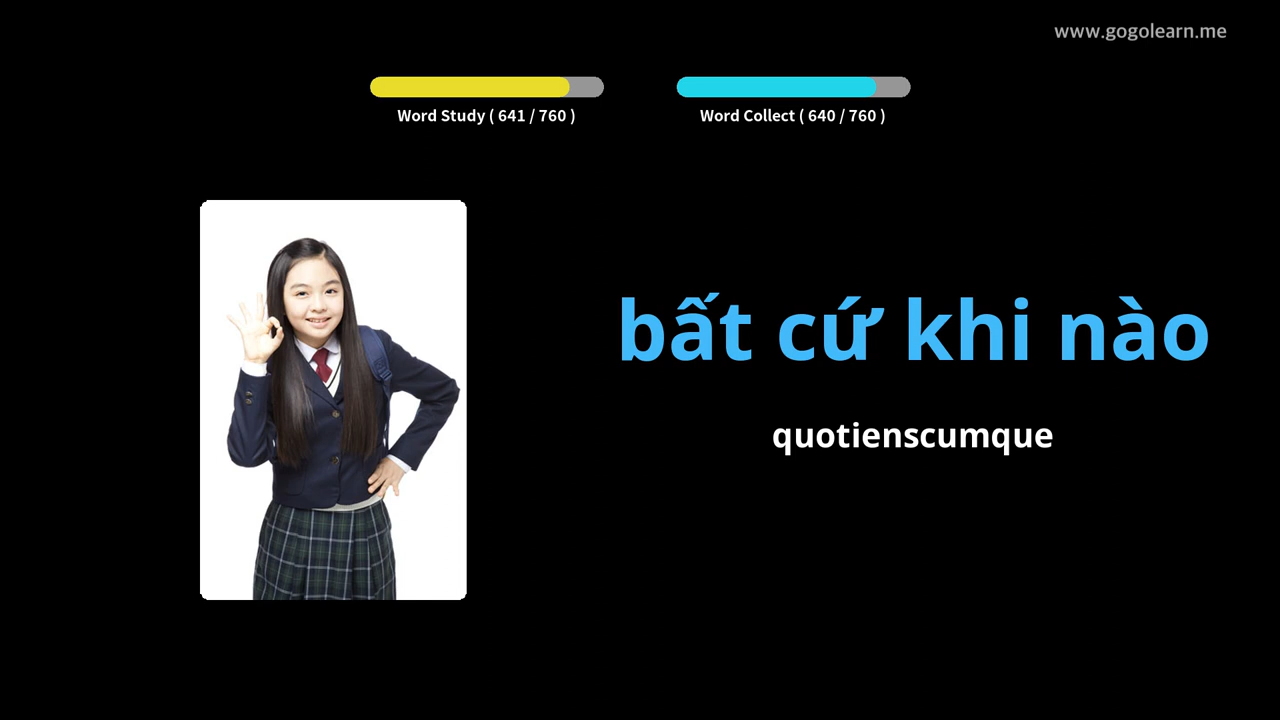 www.gogolearn.me
Word Study ( 641 / 760 )
Word Collect ( 640 / 760 )
bất cứ khi nào
quotienscumque